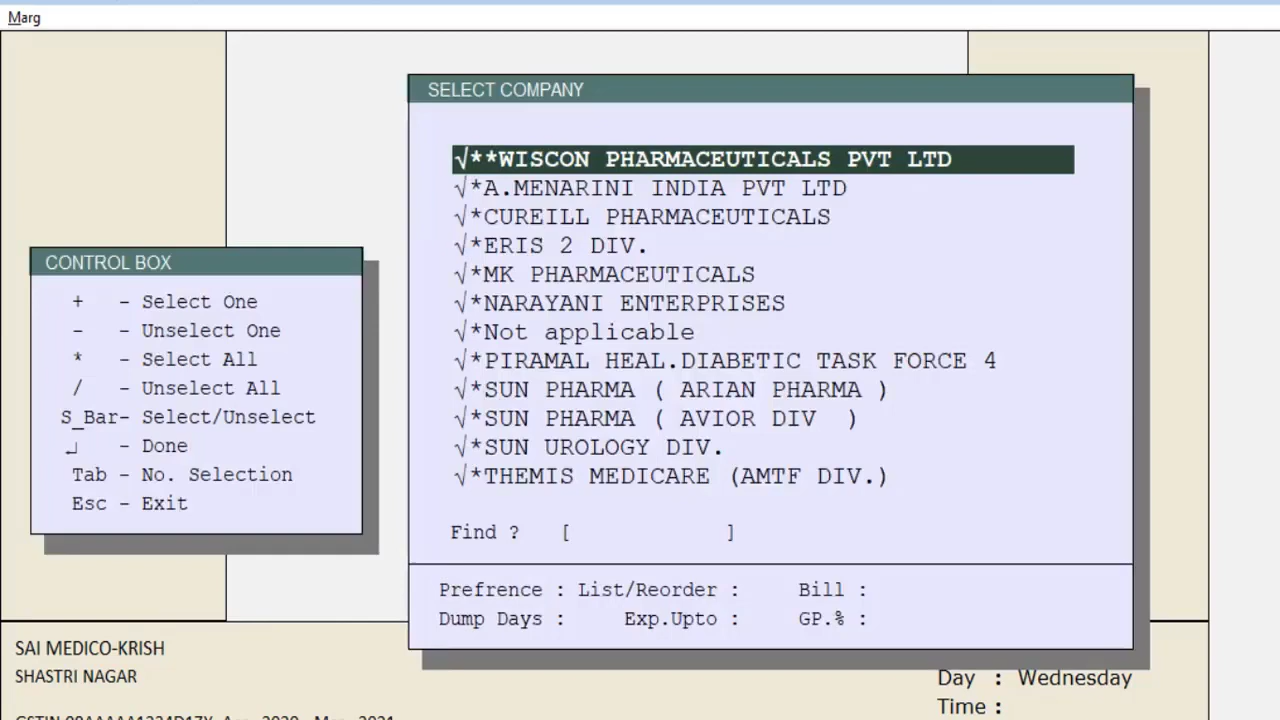 Marg
SELECT COMPANY
√**WISCON PHARMACEUTICALS PVT LTD
√*A.MENARINI INDIA PVT LTD
√*CUREILL PHARMACEUTICALS
√*ERIS 2 DIV.
√*MK PHARMACEUTICALS
√*NARAYANI ENTERPRISES
√*Not applicable
√*PIRAMAL HEAL.DIABETIC TASK FORCE 4
√*SUN PHARMA ( ARIAN PHARMA )
√*SUN PHARMA ( AVIOR DIV  )
√*SUN UROLOGY DIV.
√*THEMIS MEDICARE (AMTF DIV.)
Find ? [ ]
Prefrence : List/Reorder : Bill :
Dump Days : Exp.Upto : GP.% :
CONTROL BOX
+ - Select One
- - Unselect One
* - Select All
/ - Unselect All
S_Bar- Select/Unselect
↵ - Done
Tab - No. Selection
Esc - Exit
SAI MEDICO-KRISH
SHASTRI NAGAR
Day : Wednesday
Time :